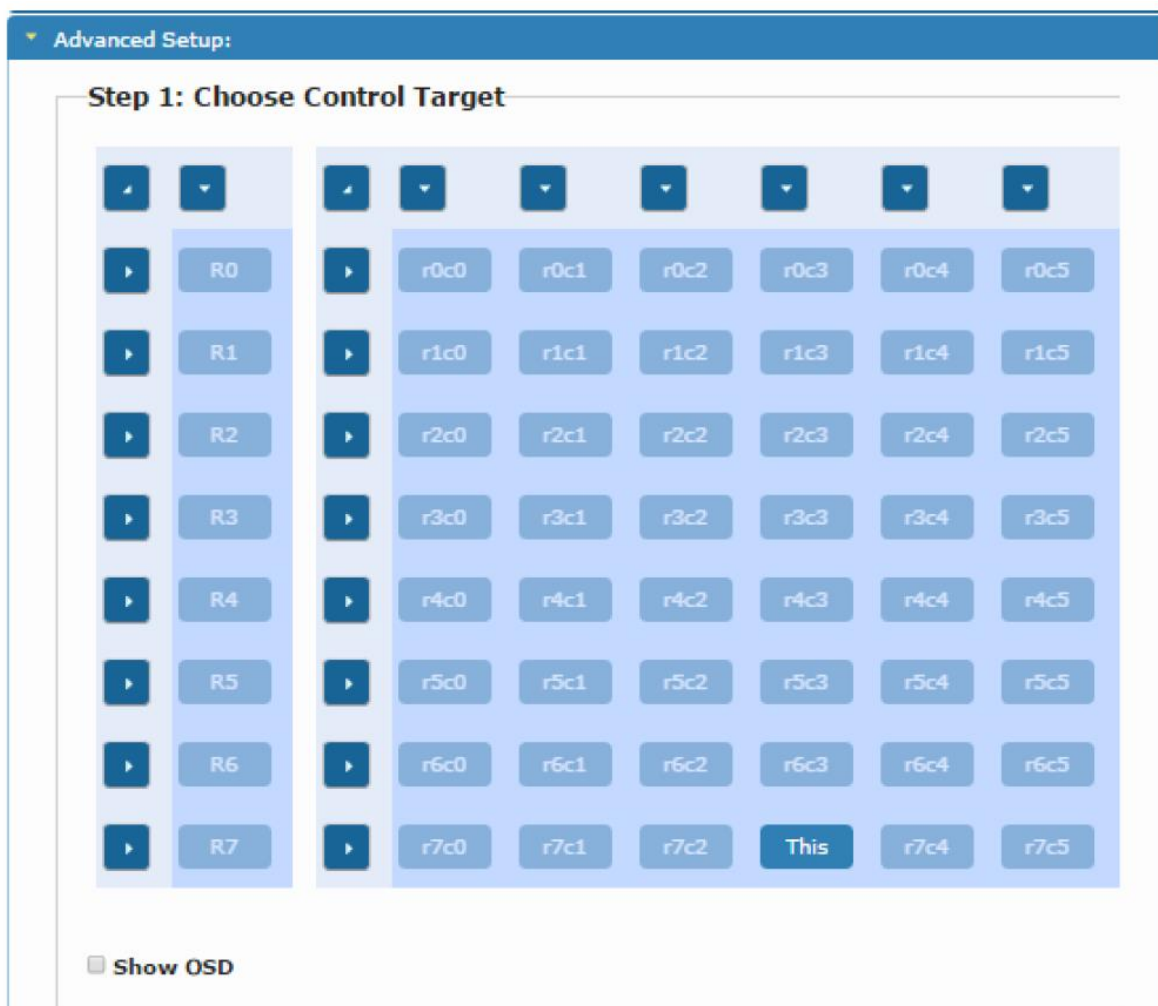 Advanced Setup:
Step 1: Choose Control Target
R0 r0c0 r0c1 r0c2 r0c3 r0c4 r0c5
R1 r1c0 r1c1 r1c2 r1c3 r1c4 r1c5
R2 r2c0 r2c1 r2c2 r2c3 r2c4 r2c5
R3 r3c0 r3c1 r3c2 r3c3 r3c4 r3c5
R4 r4c0 r4c1 r4c2 r4c3 r4c4 r4c5
R5 r5c0 r5c1 r5c2 r5c3 r5c4 r5c5
R6 r6c0 r6c1 r6c2 r6c3 r6c4 r6c5
R7 r7c0 r7c1 r7c2 This r7c4 r7c5
Show OSD